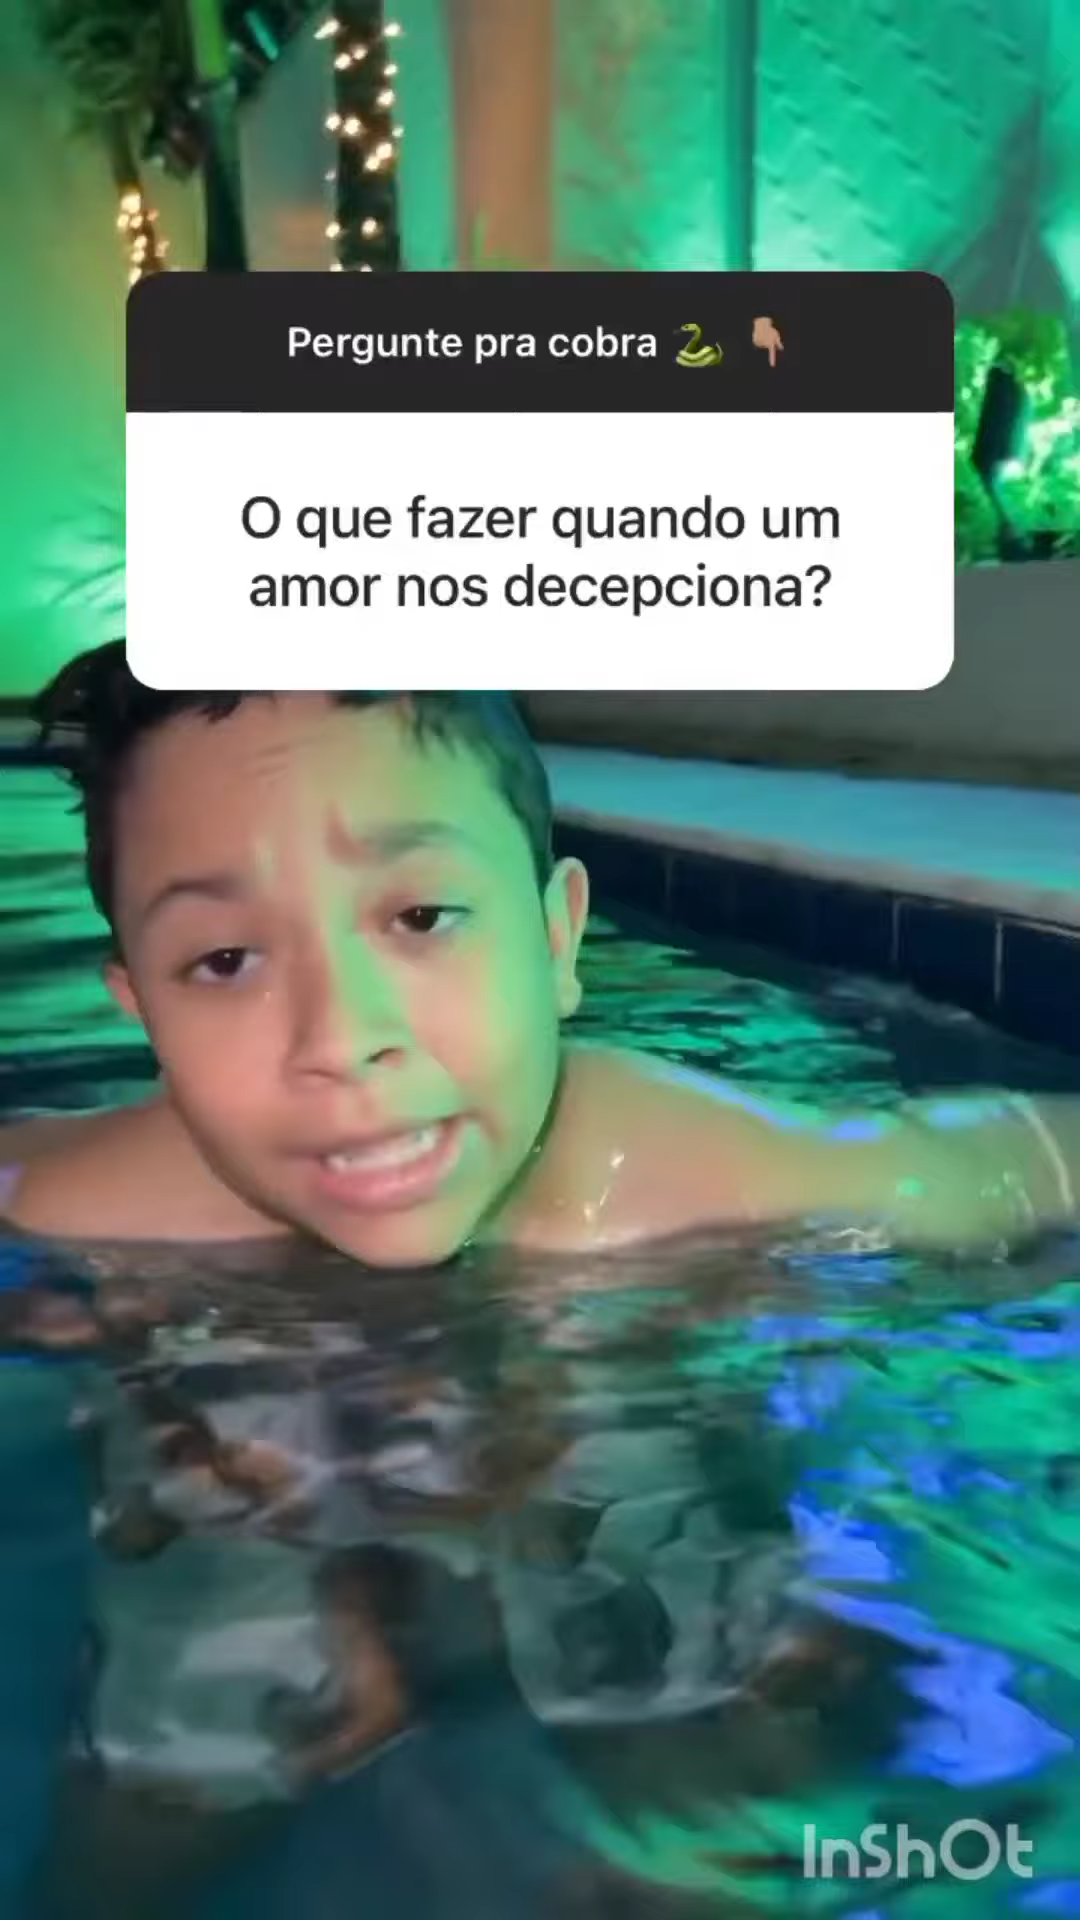 Pergunte pra cobra 🐍 👇🏽
O que fazer quando um
amor nos decepciona?
InShOt